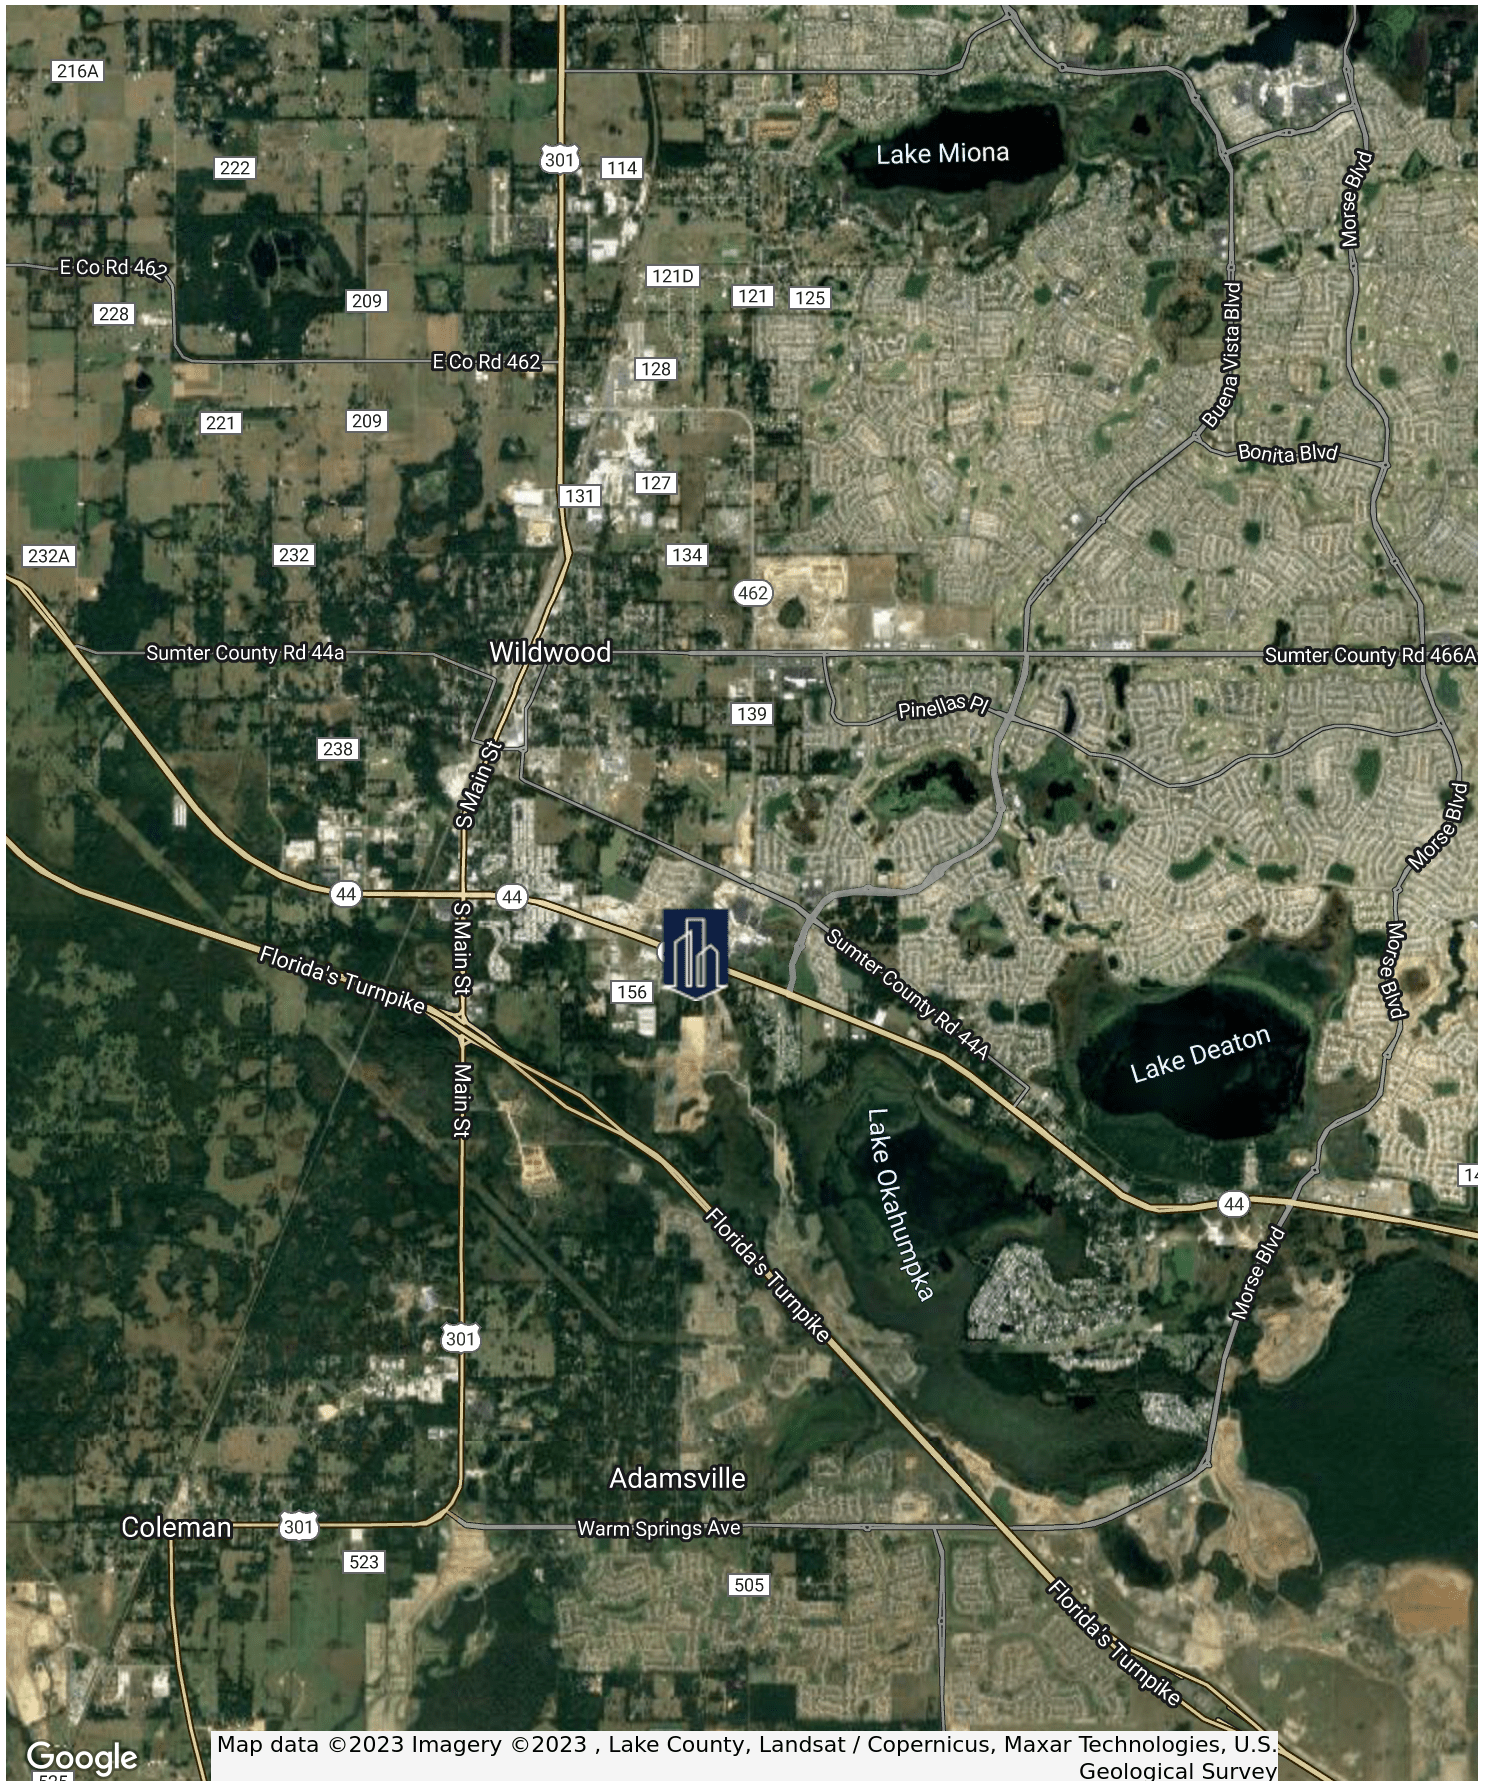 216A
301
114
222
Lake Miona
Morse Blvd
E Co Rd 462
121D
121
125
209
228
Buena Vista Blvd
E Co Rd 462
128
221
209
Bonita Blvd
131
127
232A
232
134
462
Sumter County Rd 44a
Wildwood
Sumter County Rd 466A
Pinellas Pl
139
238
S Main St
Morse Blvd
44
44
S Main St
Morse Blvd
Florida's Turnpike
156
Sumter County Rd 44A
Lake Deaton
Main St
Lake Okahumpka
14
44
Florida's Turnpike
Morse Blvd
301
Adamsville
Coleman
301
Warm Springs Ave
523
505
Florida's Turnpike
Google
525
Map data ©2023 Imagery ©2023 , Lake County, Landsat / Copernicus, Maxar Technologies, U.S.
Geological Survey